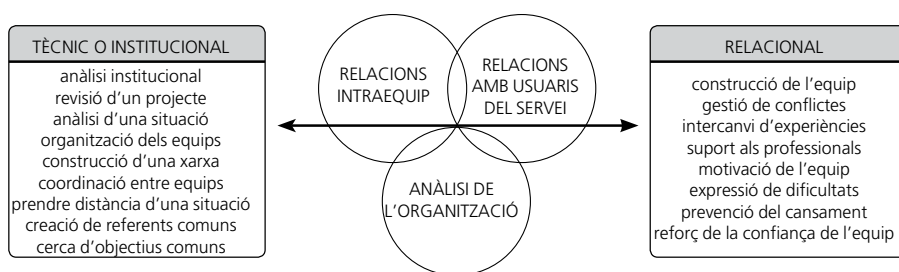 TÈCNIC O INSTITUCIONAL
anàlisi institucional
revisió d'un projecte
anàlisi d'una situació
organització dels equips
construcció d'una xarxa
coordinació entre equips
prendre distància d'una situació
creació de referents comuns
cerca d'objectius comuns
RELACIONS
INTRAEQUIP
RELACIONS
AMB USUARIS
DEL SERVEI
ANÀLISI DE
L'ORGANITZACIÓ
RELACIONAL
construcció de l'equip
gestió de conflictes
intercanvi d'experiències
suport als professionals
motivació de l'equip
expressió de dificultats
prevenció del cansament
reforç de la confiança de l'equip